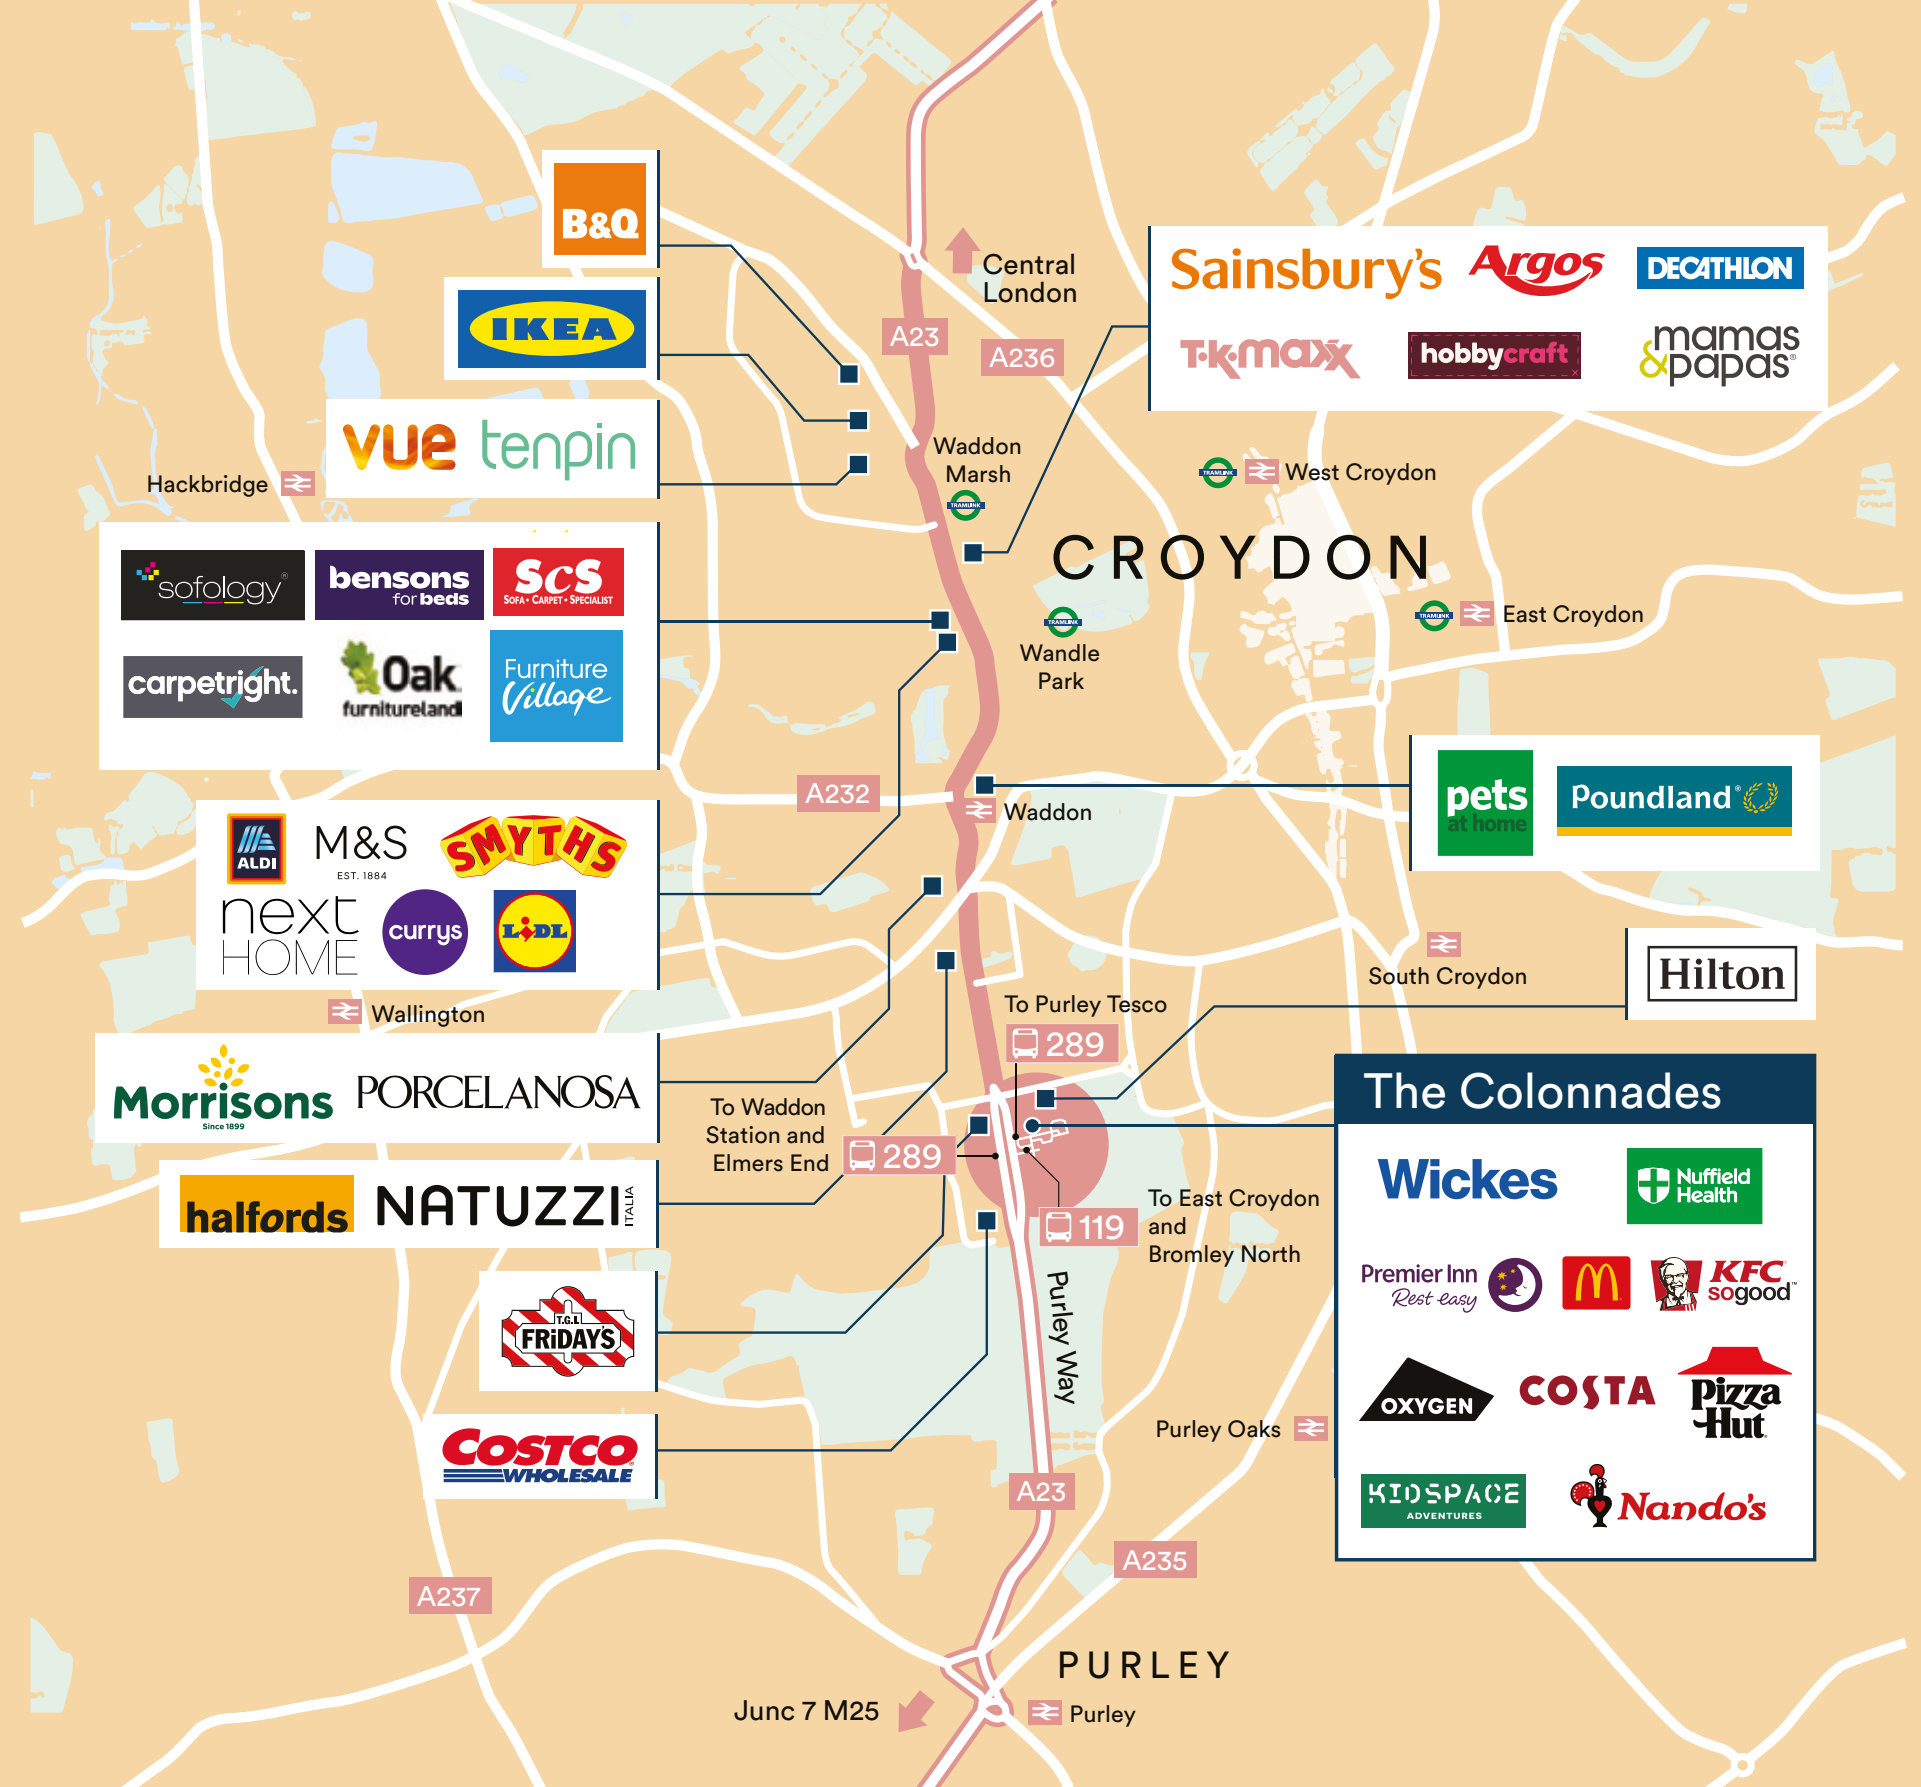 B&Q
IKEA
vue tenpin
Hackbridge
Central
London
A23
A236
Sainsbury's Argos DECATHLON
T·K·maxx hobbycraft mamas
&papas
Waddon
Marsh
TRAMLINK
TRAMLINK
West Croydon
CROYDON
sofology
bensons
for beds
ScS
SOFA • CARPET • SPECIALIST
carpetright.
Oak
furnitureland
Furniture
Village
TRAMLINK
Wandle
Park
TRAMLINK
East Croydon
A232
Waddon
pets
at home
Poundland
ALDI
M&S
EST. 1884
SMYTHS
next
HOME
currys
LIDL
Wallington
South Croydon
Hilton
To Purley Tesco
289
Morrisons
Since 1899
PORCELANOSA
To Waddon
Station and
Elmers End
289
halfords
NATUZZI
ITALIA
To East Croydon
and
Bromley North
119
The Colonnades
Wickes
Nuffield
Health
Premier Inn
Rest easy
M
KFC
so good
OXYGEN
COSTA
Pizza
Hut
KIDSPACE
ADVENTURES
Nando's
T.G.I.
FRiDAY'S
Purley Way
COSTCO
WHOLESALE
Purley Oaks
A23
A235
A237
PURLEY
Junc 7 M25
Purley